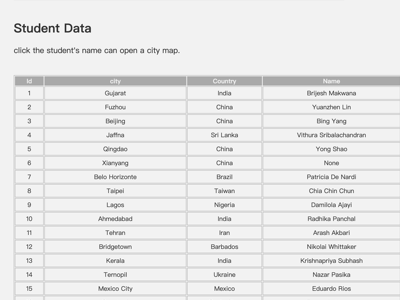 Student Data
click the student's name can open a city map.
Id city Country Name
1 Gujarat India Brijesh Makwana
2 Fuzhou China Yuanzhen Lin
3 Beijing China Bing Yang
4 Jaffna Sri Lanka Vithura Sribalachandran
5 Qingdao China Yong Shao
6 Xianyang China None
7 Belo Horizonte Brazil Patricia De Nardi
8 Taipei Taiwan Chia Chin Chun
9 Lagos Nigeria Damilola Ajayi
10 Ahmedabad India Radhika Panchal
11 Tehran Iran Arash Akbari
12 Bridgetown Barbados Nikolai Whittaker
13 Kerala India Krishnapriya Subhash
14 Ternopil Ukraine Nazar Pasika
15 Mexico City Mexico Eduardo Rios